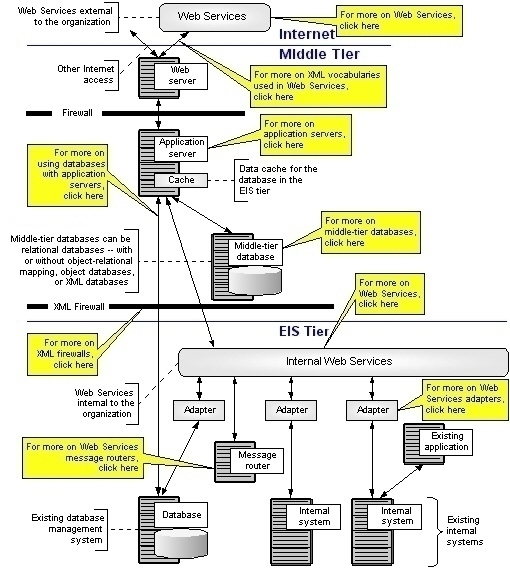 Web Services external
to the organization
Web Services
For more on Web Services,
click here
Internet
Middle Tier
Other Internet
access
Web
server
For more on XML vocabularies
used in Web Services,
click here
Firewall
For more on
using databases
with application
servers,
click here
Application
server
Cache
For more on
application servers,
click here
Data cache for the
database in the
EIS tier
Middle-tier databases can be
relational databases -- with
or without object-relational
mapping, object databases,
or XML databases
Middle-tier
database
For more on
middle-tier databases,
click here
XML Firewall
For more on
Web Services,
click here
EIS Tier
For more on
XML firewalls,
click here
Internal Web Services
Web Services
internal to the
organization
Adapter
Adapter
Adapter
For more on Web
Services adapters,
click here
For more on Web Services
message routers,
click here
Message
router
Existing
application
Existing database
management
system
Database
Internal
system
Internal
system
Existing
internal
systems